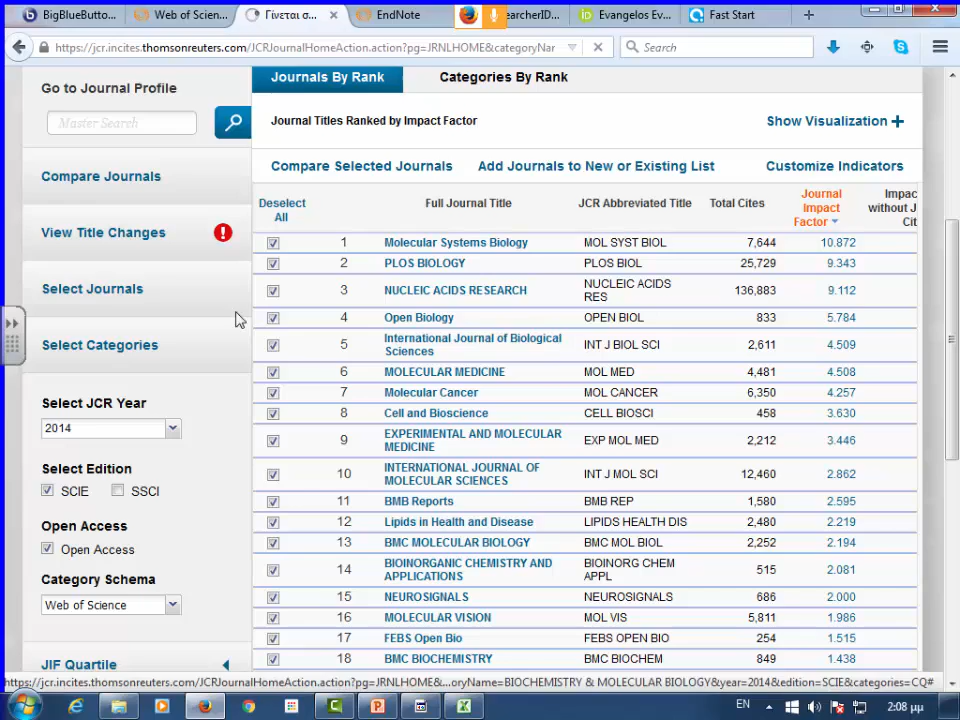 BigBlueButto...
Web of Scien...
Γίνεται σ...
EndNote
earcherID...
Evangelos Ev...
Fast Start
https://jcr.incites.thomsonreuters.com/JCRJournalHomeAction.action?pg=JRNLHOME&categoryNar
Search
Go to Journal Profile
Master Search
Compare Journals
View Title Changes
Select Journals
Select Categories
Select JCR Year
2014
Select Edition
SCIE SSCI
Open Access
Open Access
Category Schema
Web of Science
JIF Quartile
Journals By Rank Categories By Rank
Journal Titles Ranked by Impact Factor Show Visualization +
Compare Selected Journals Add Journals to New or Existing List Customize Indicators
Deselect All Full Journal Title JCR Abbreviated Title Total Cites Journal Impact Factor Impac without J Cit
1 Molecular Systems Biology MOL SYST BIOL 7,644 10.872
2 PLOS BIOLOGY PLOS BIOL 25,729 9.343
3 NUCLEIC ACIDS RESEARCH NUCLEIC ACIDS RES 136,883 9.112
4 Open Biology OPEN BIOL 833 5.784
5 International Journal of Biological Sciences INT J BIOL SCI 2,611 4.509
6 MOLECULAR MEDICINE MOL MED 4,481 4.508
7 Molecular Cancer MOL CANCER 6,350 4.257
8 Cell and Bioscience CELL BIOSCI 458 3.630
9 EXPERIMENTAL AND MOLECULAR MEDICINE EXP MOL MED 2,212 3.446
10 INTERNATIONAL JOURNAL OF MOLECULAR SCIENCES INT J MOL SCI 12,460 2.862
11 BMB Reports BMB REP 1,580 2.595
12 Lipids in Health and Disease LIPIDS HEALTH DIS 2,480 2.219
13 BMC MOLECULAR BIOLOGY BMC MOL BIOL 2,252 2.194
14 BIOINORGANIC CHEMISTRY AND APPLICATIONS BIOINORG CHEM APPL 515 2.081
15 NEUROSIGNALS NEUROSIGNALS 686 2.000
16 MOLECULAR VISION MOL VIS 5,811 1.986
17 FEBS Open Bio FEBS OPEN BIO 254 1.515
18 BMC BIOCHEMISTRY BMC BIOCHEM 849 1.438
https://jcr.incites.thomsonreuters.com/JCRJournalHomeAction.action?pg=JRNLHOME&...oryName=BIOCHEMISTRY & MOLECULAR BIOLOGY&year=2014&edition=SCIE&categories=CQ#
EN 2:08 μμ